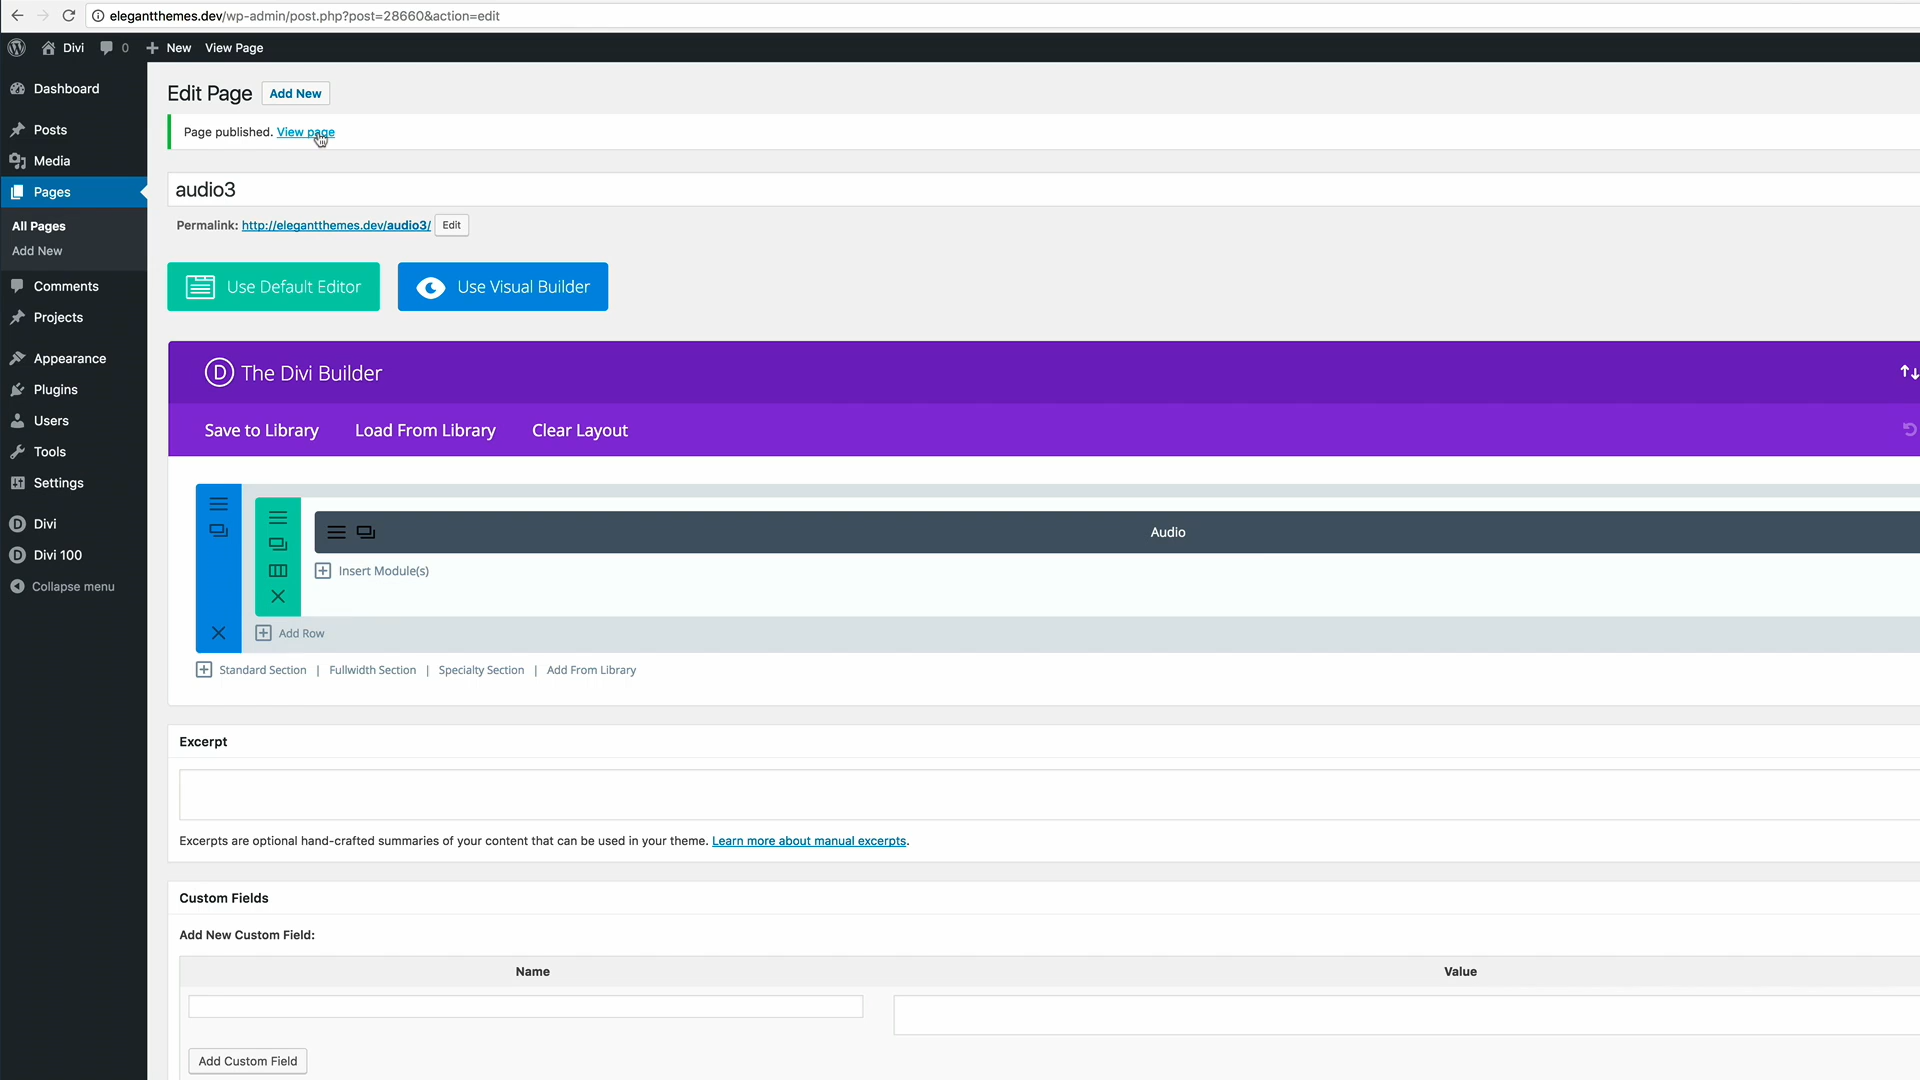 elegantthemes.dev/wp-admin/post.php?post=28660&action=edit
Divi 0 New View Page
Dashboard
Posts
Media
Pages
All Pages
Add New
Comments
Projects
Appearance
Plugins
Users
Tools
Settings
Divi
Divi 100
Collapse menu
Edit Page Add New
Page published. View page
audio3
Permalink: http://elegantthemes.dev/audio3/ Edit
Use Default Editor Use Visual Builder
D The Divi Builder
Save to Library Load From Library Clear Layout
Audio
Insert Module(s)
Add Row
Standard Section | Fullwidth Section | Specialty Section | Add From Library
Excerpt
Excerpts are optional hand-crafted summaries of your content that can be used in your theme. Learn more about manual excerpts.
Custom Fields
Add New Custom Field:
Name Value
Add Custom Field